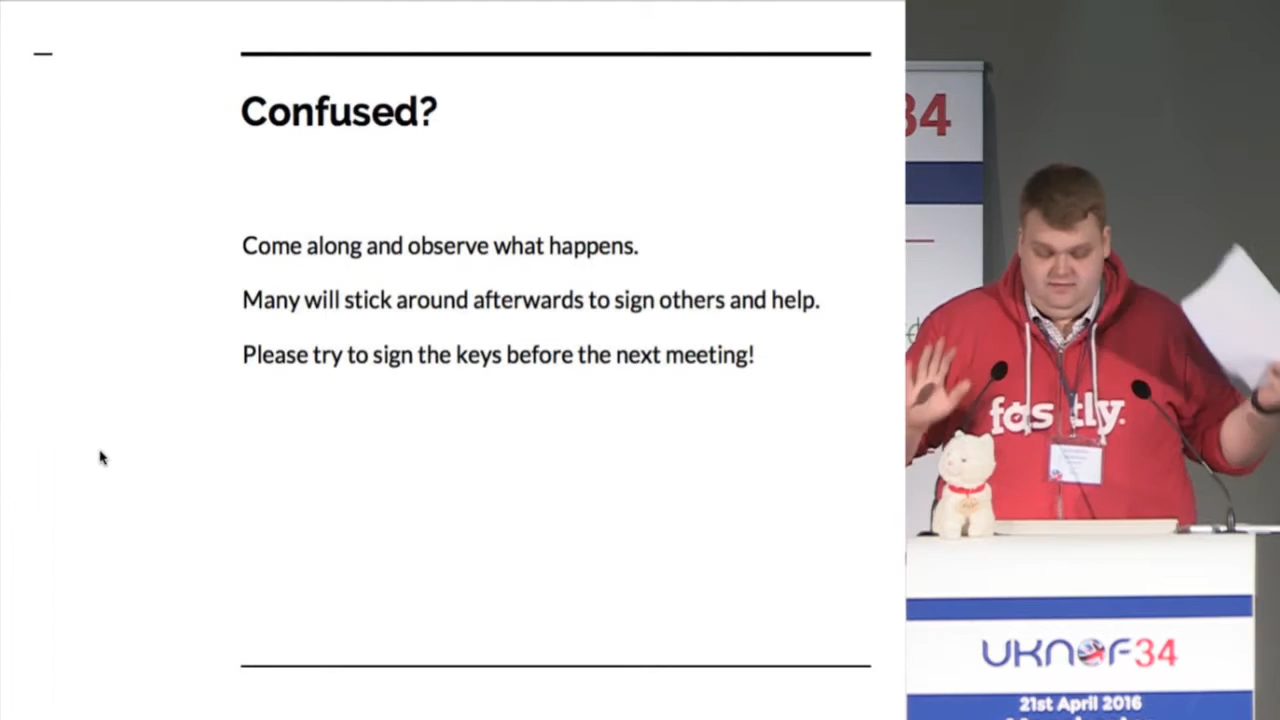 Confused?
Come along and observe what happens.
Many will stick around afterwards to sign others and help.
Please try to sign the keys before the next meeting!
34
fastly.
UKNOF34
21st April 2016